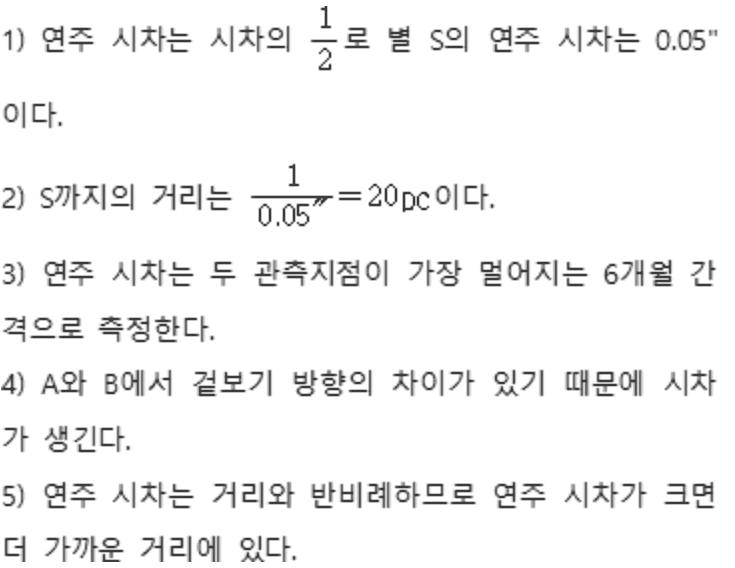 1) 연주 시차는 시차의 1/2로 별 S의 연주 시차는 0.05"
이다.
2) S까지의 거리는 1/0.05″=20pc이다.
3) 연주 시차는 두 관측지점이 가장 멀어지는 6개월 간
격으로 측정한다.
4) A와 B에서 겉보기 방향의 차이가 있기 때문에 시차
가 생긴다.
5) 연주 시차는 거리와 반비례하므로 연주 시차가 크면
더 가까운 거리에 있다.